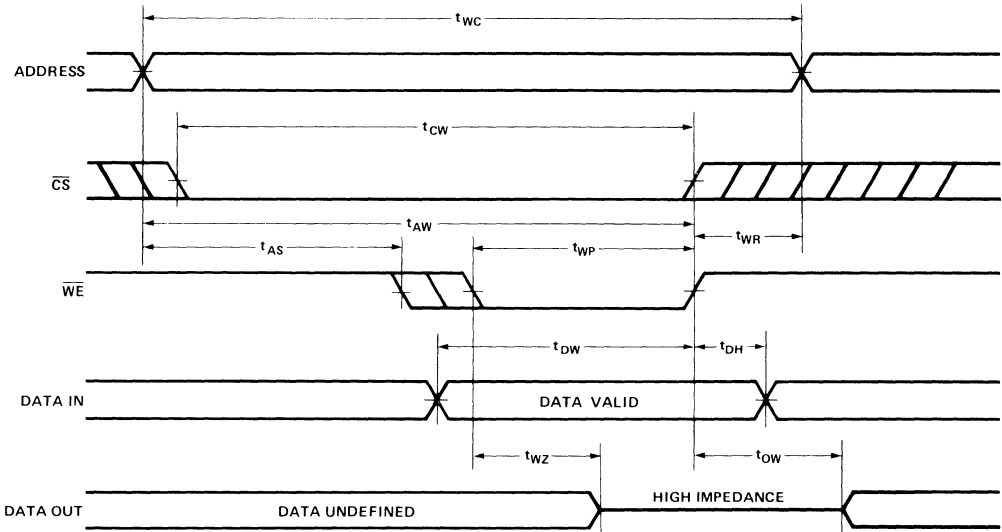 tWC
ADDRESS
tCW
CS
tAW
tWR
tAS
tWP
WE
tDW
tDH
DATA IN
DATA VALID
tWZ
tOW
HIGH IMPEDANCE
DATA OUT
DATA UNDEFINED